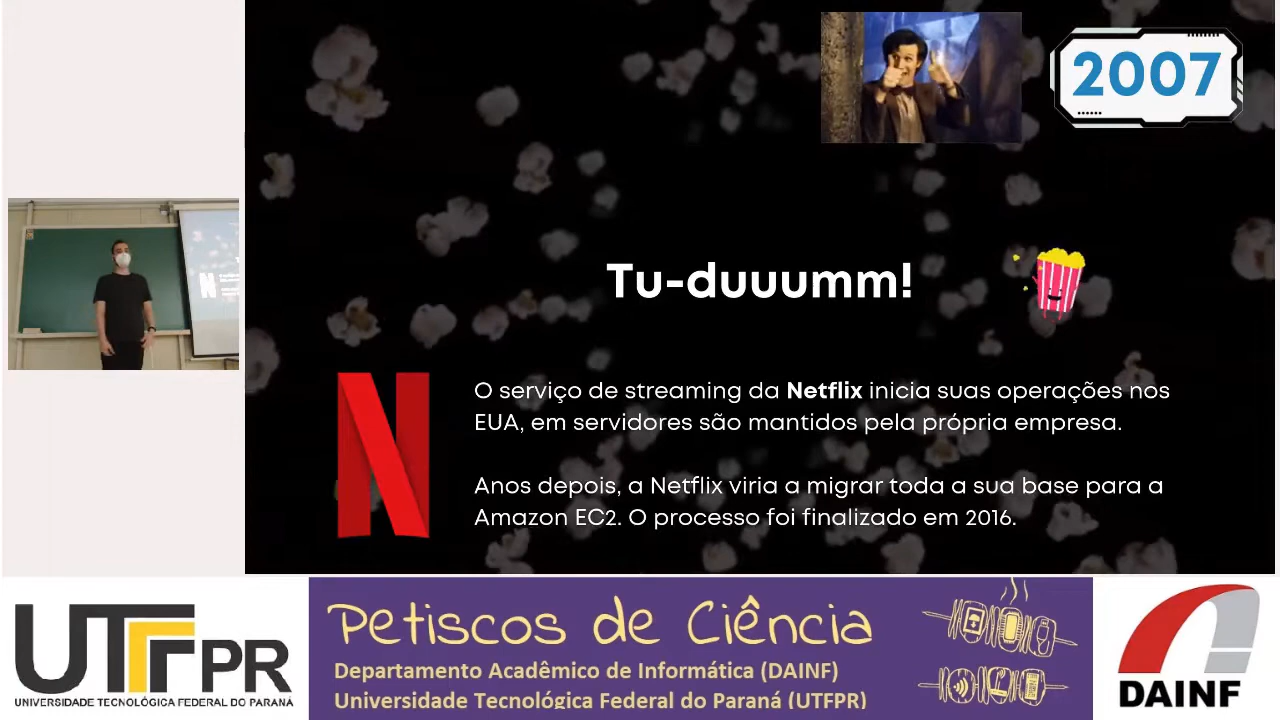 2007
Tu-duuumm!
O serviço de streaming da Netflix inicia suas operações nos
EUA, em servidores são mantidos pela própria empresa.
Anos depois, a Netflix viria a migrar toda a sua base para a
Amazon EC2. O processo foi finalizado em 2016.
UTFPR
UNIVERSIDADE TECNOLÓGICA FEDERAL DO PARANÁ
Petiscos de Ciência
Departamento Acadêmico de Informática (DAINF)
Universidade Tecnológica Federal do Paraná (UTFPR)
DAINF